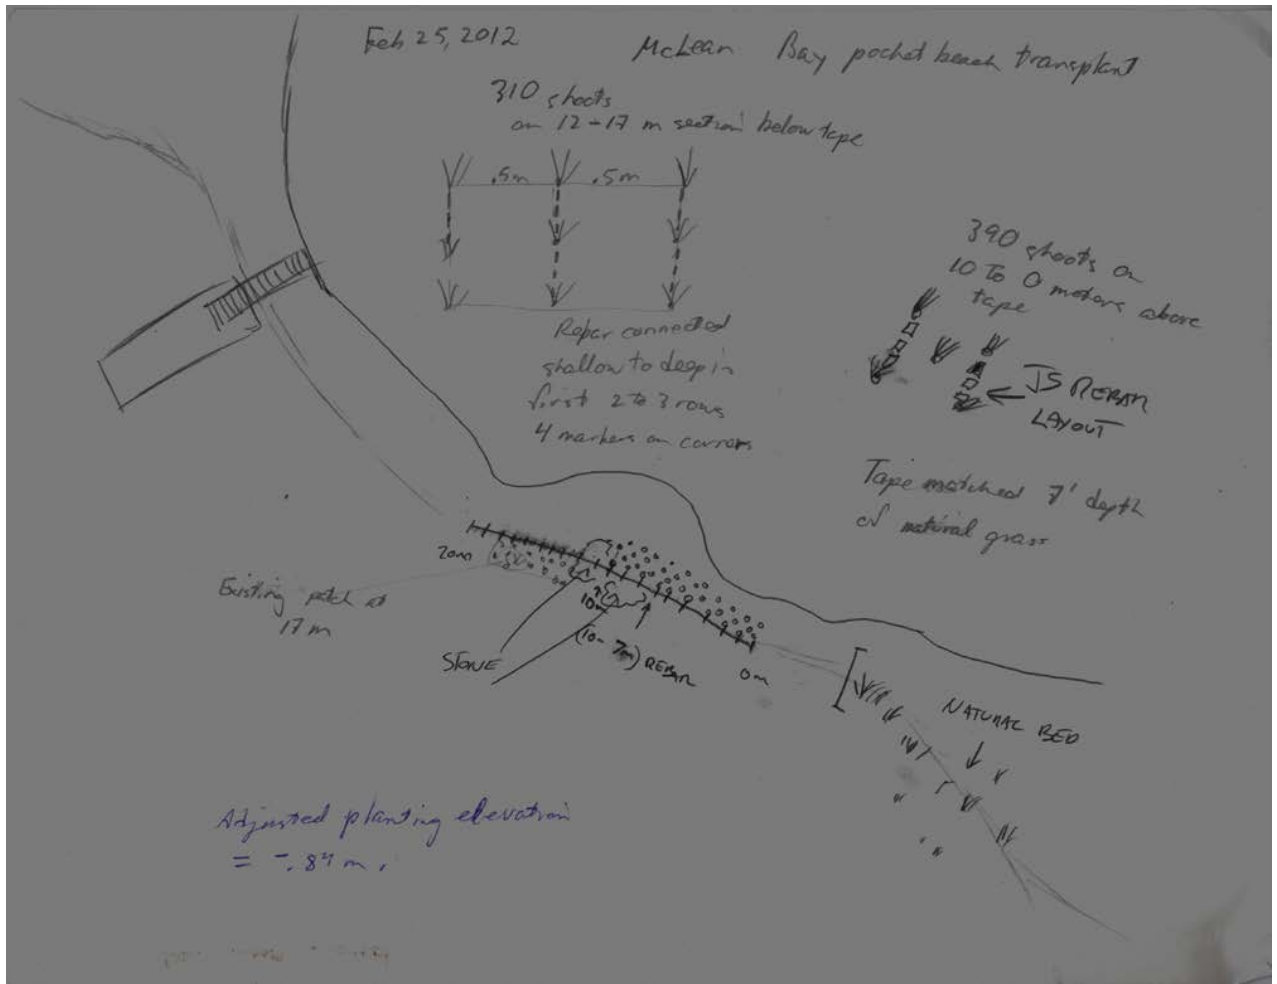 Feb 25, 2012
McLean Bay pocket beach transplant
310 shoots
on 12-17 m section below tape
.5m .5m
390 shoots on
10 To 0 meters above
tape
Rebar connected
shallow to deep in
first 2 to 3 rows
4 markers on corners
JS REBAR
LAYOUT
Tape matched 7' depth
of natural grass
20m
Existing patch at
17 m
10m
STONE
(10- 7m) REBAR
0m
NATURAL BED
Adjusted planting elevation
= -.84 m.